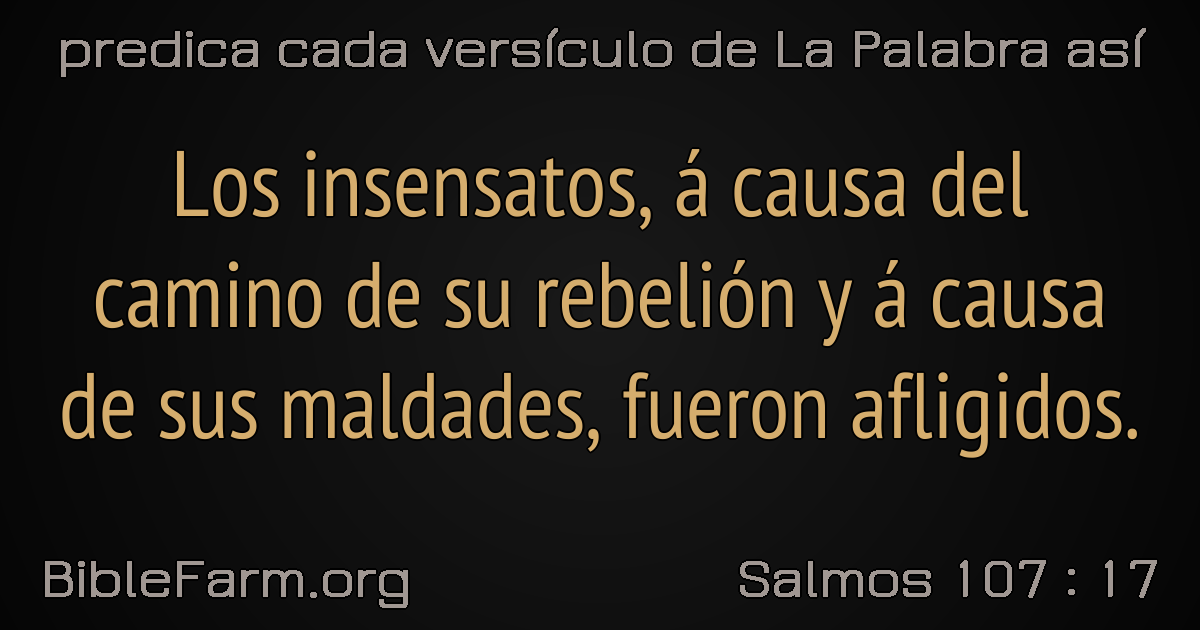 predica cada versículo de La Palabra así
Los insensatos, á causa del
camino de su rebelión y á causa
de sus maldades, fueron afligidos.
BibleFarm.org
Salmos 107 : 17